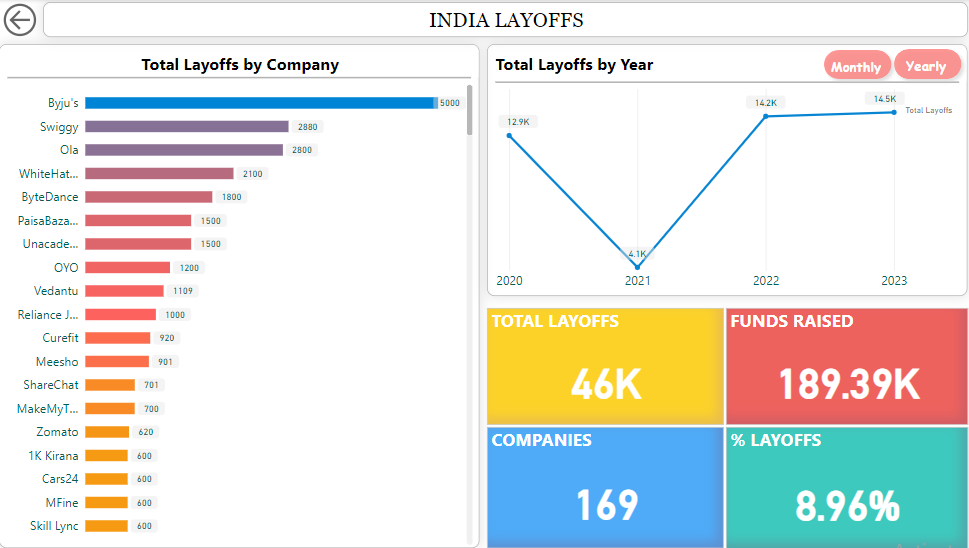 INDIA LAYOFFS
Total Layoffs by Company
Byju's 5000
Swiggy 2880
Ola 2800
WhiteHat... 2100
ByteDance 1800
PaisaBaza... 1500
Unacade... 1500
OYO 1200
Vedantu 1109
Reliance J... 1000
Curefit 920
Meesho 901
ShareChat 701
MakeMyT... 700
Zomato 620
1K Kirana 600
Cars24 600
MFine 600
Skill Lync 600
Total Layoffs by Year
Monthly Yearly
12.9K 4.1K 14.2K 14.5K Total Layoffs
2020 2021 2022 2023
TOTAL LAYOFFS
46K
FUNDS RAISED
189.39K
COMPANIES
169
% LAYOFFS
8.96%